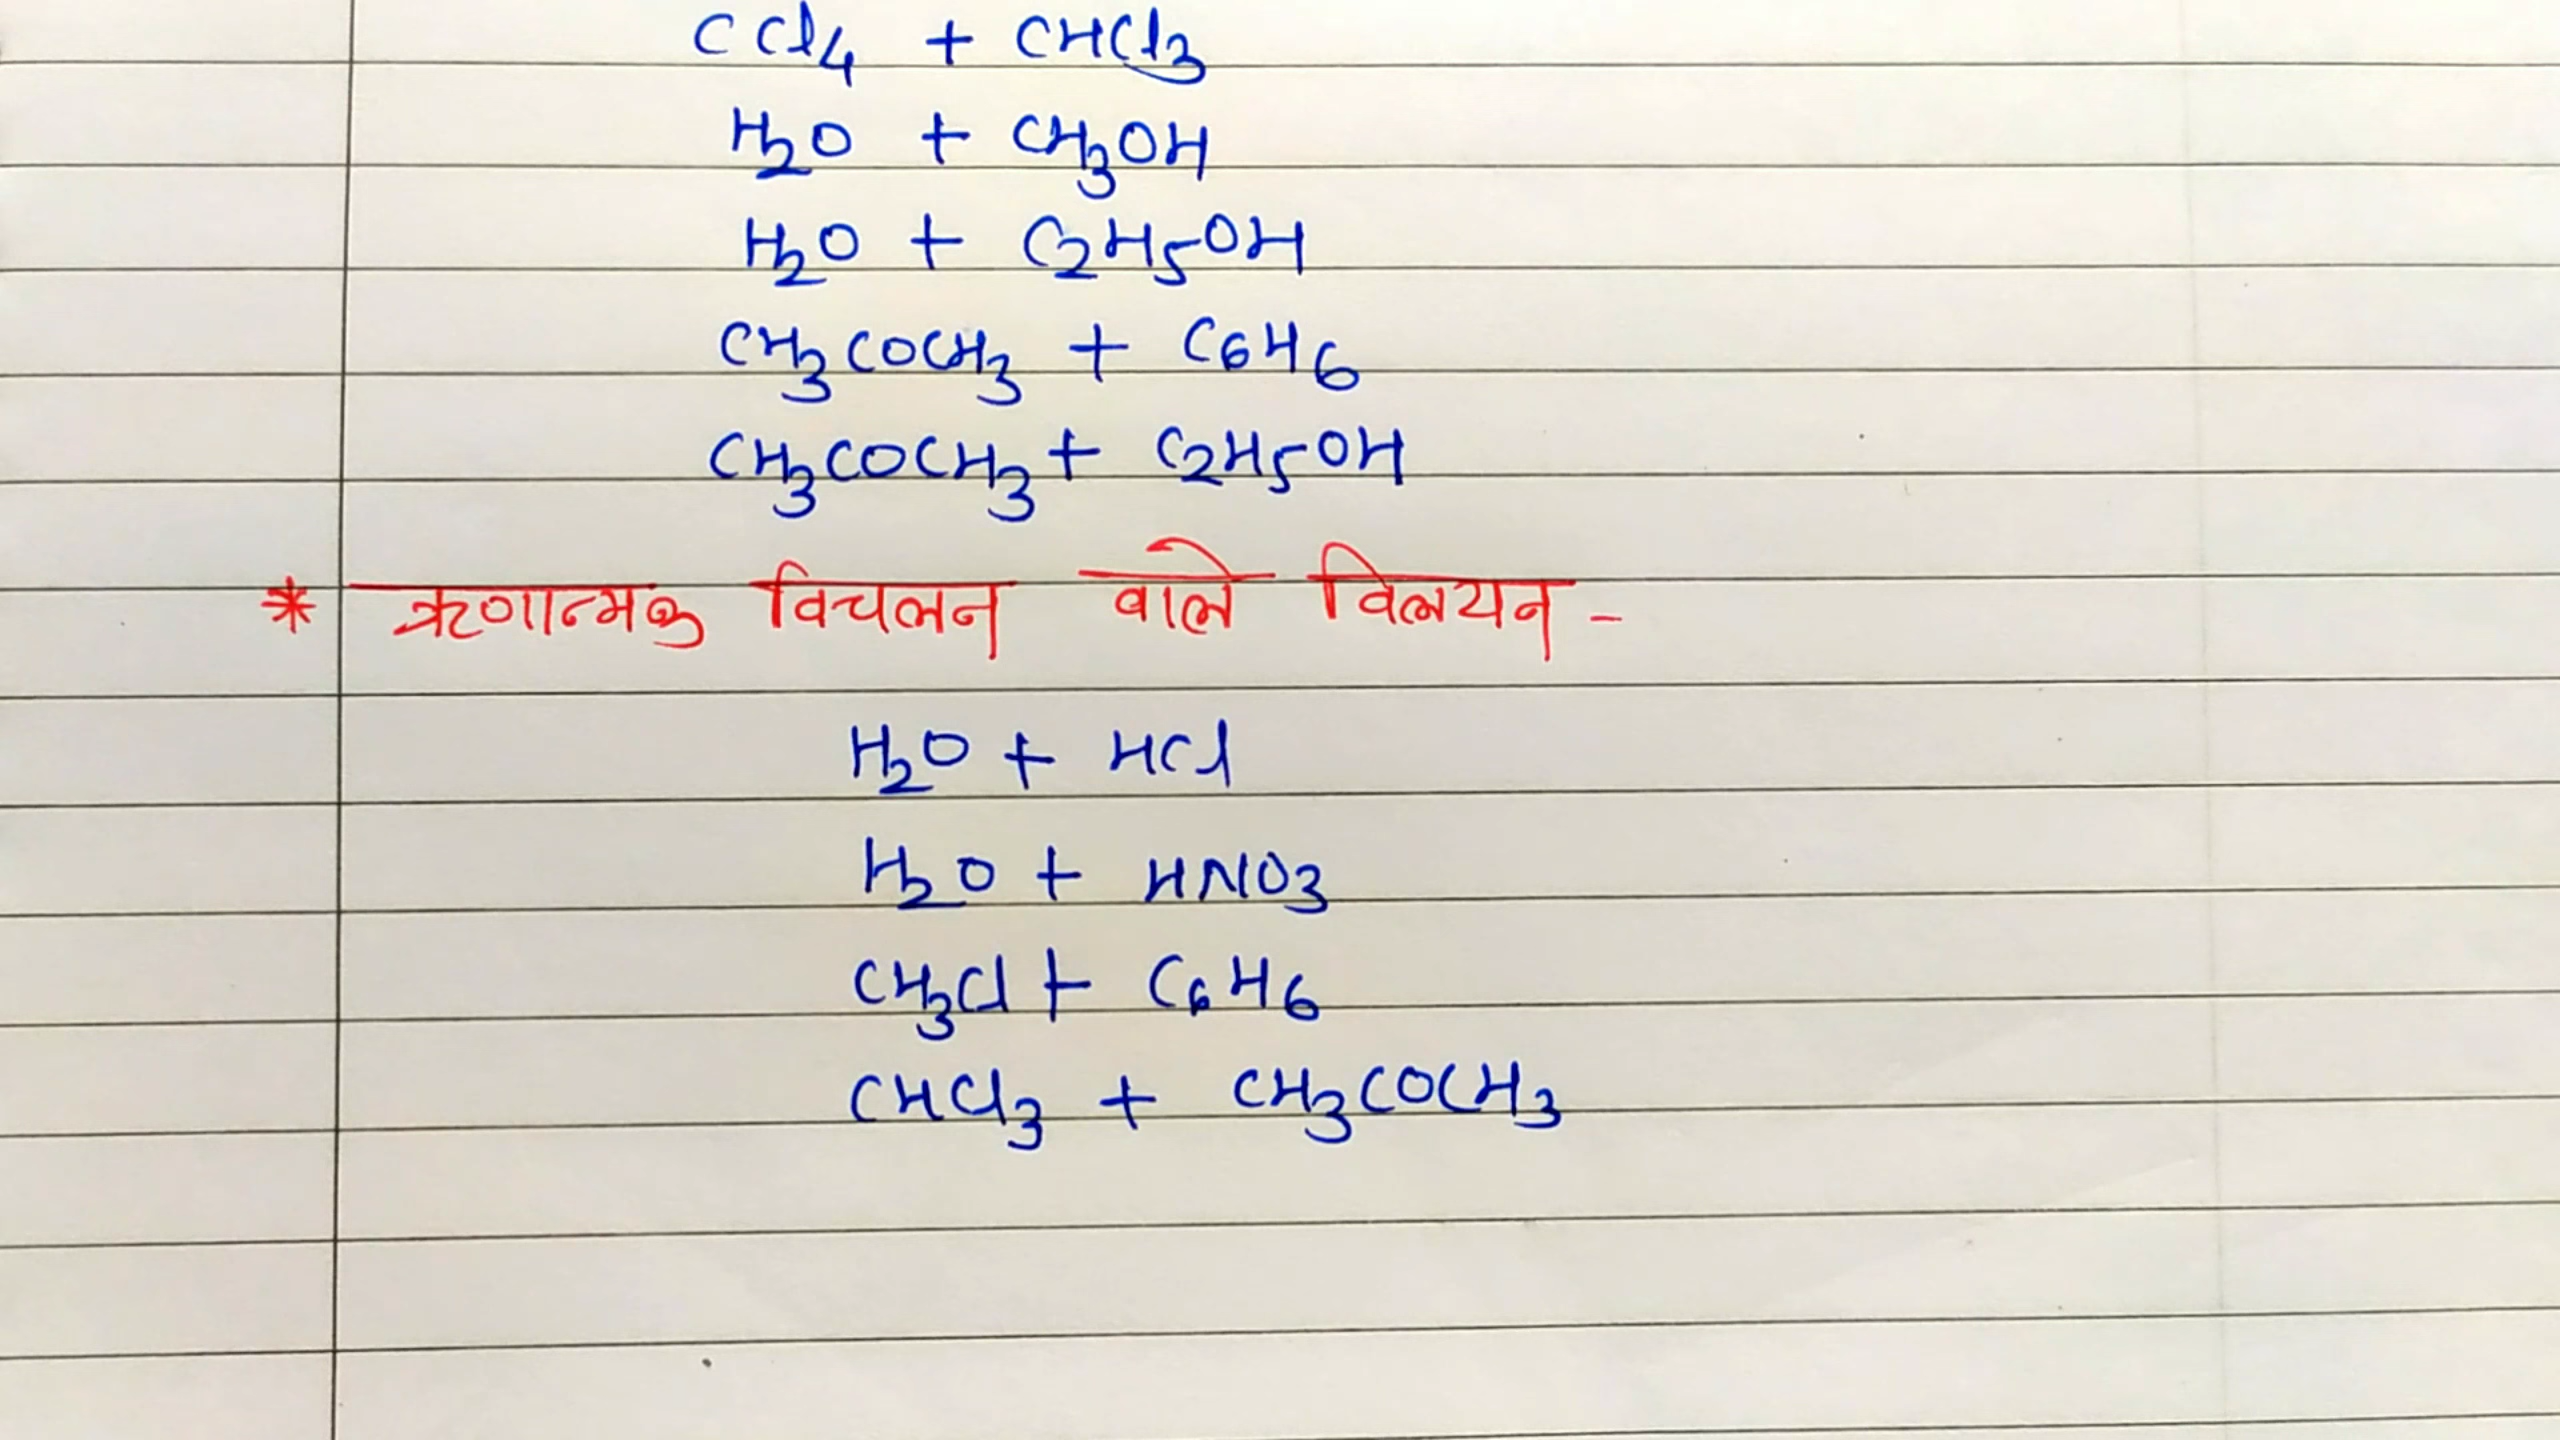 CCl4 + CHCl3
H2O + CH3OH
H2O + C2H5OH
CH3COCH3 + C6H6
CH3COCH3 + C2H5OH
* ऋणान्मक विचलन वाले विलयन -
H2O + HCl
H2O + HNO3
CH3Cl + C6H6
CHCl3 + CH3COCH3